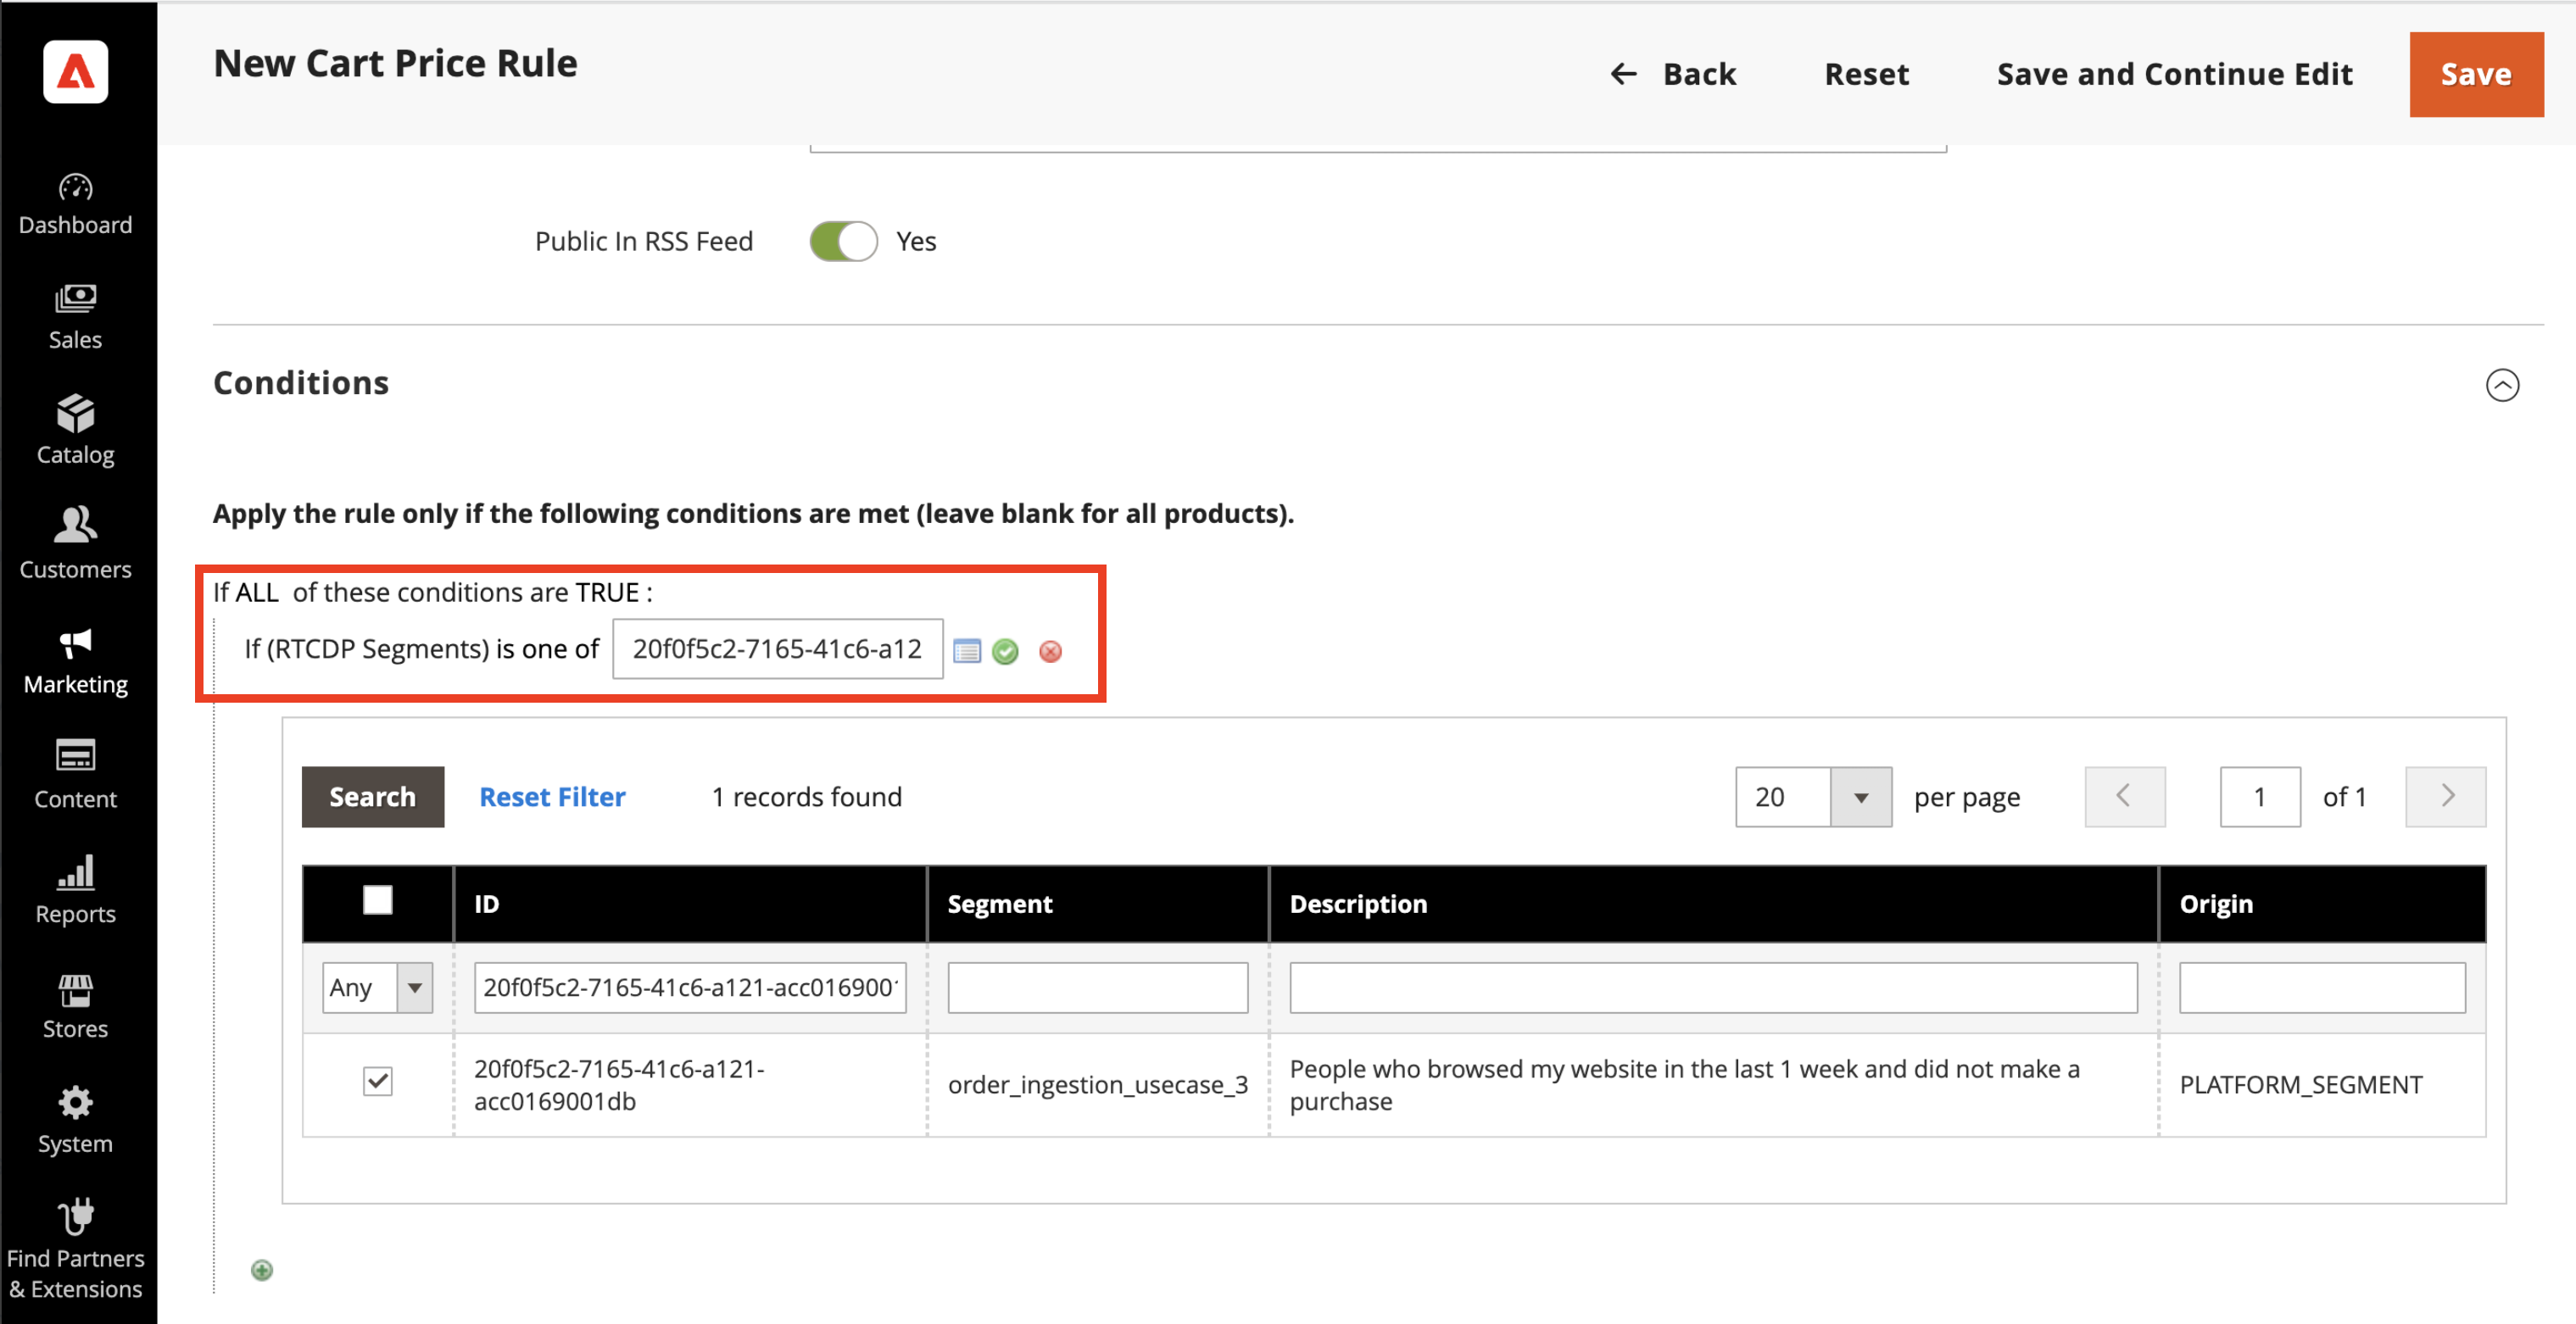 New Cart Price Rule
Back
Reset
Save and Continue Edit
Save
Dashboard
Sales
Catalog
Customers
Marketing
Content
Reports
Stores
System
Find Partners
& Extensions
Public In RSS Feed
Yes
Conditions
Apply the rule only if the following conditions are met (leave blank for all products).
If ALL of these conditions are TRUE :
If (RTCDP Segments) is one of 20f0f5c2-7165-41c6-a12
Search
Reset Filter
1 records found
20
per page
1
of 1
ID
Segment
Description
Origin
Any
20f0f5c2-7165-41c6-a121-acc0169001
20f0f5c2-7165-41c6-a121-
acc0169001db
order_ingestion_usecase_3
People who browsed my website in the last 1 week and did not make a
purchase
PLATFORM_SEGMENT